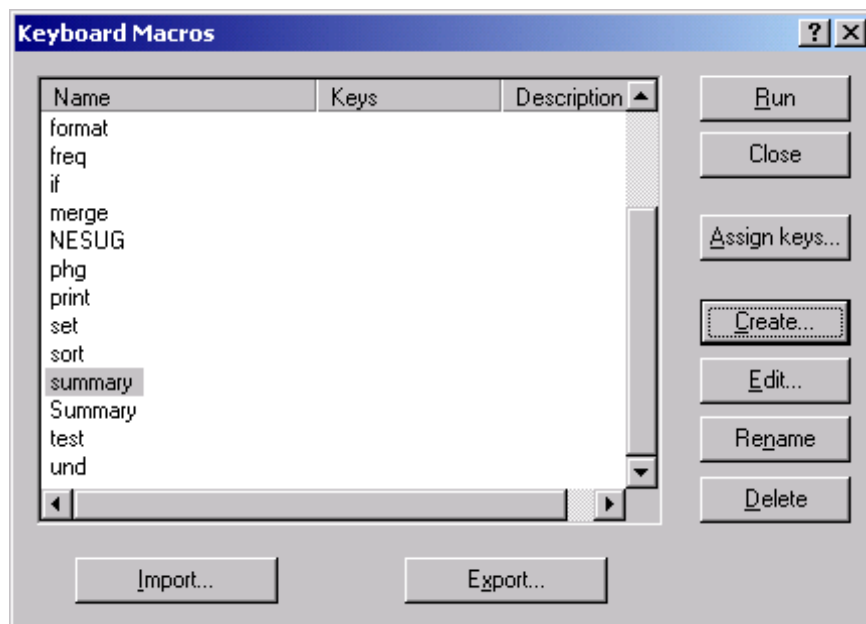 Keyboard Macros
Name Keys Description
format
freq
if
merge
NESUG
phg
print
set
sort
summary
Summary
test
und
Run
Close
Assign keys...
Create...
Edit...
Rename
Delete
Import... Export...